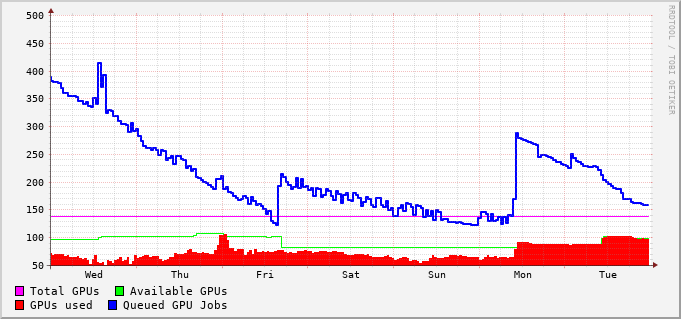 500
450
400
350
300
250
200
150
100
50
Wed Thu Fri Sat Sun Mon Tue
Total GPUs Available GPUs
GPUs used Queued GPU Jobs
RRDTOOL / TOBI OETIKER